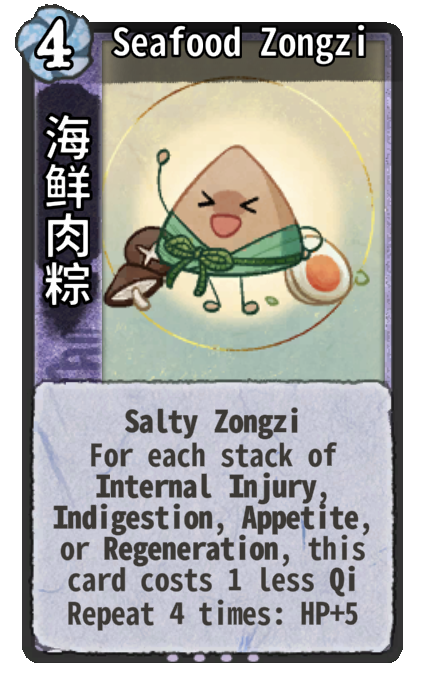 4
Seafood Zongzi
海鮮肉粽
Salty Zongzi
For each stack of
Internal Injury,
Indigestion, Appetite,
or Regeneration, this
card costs 1 less Qi
Repeat 4 times: HP+5